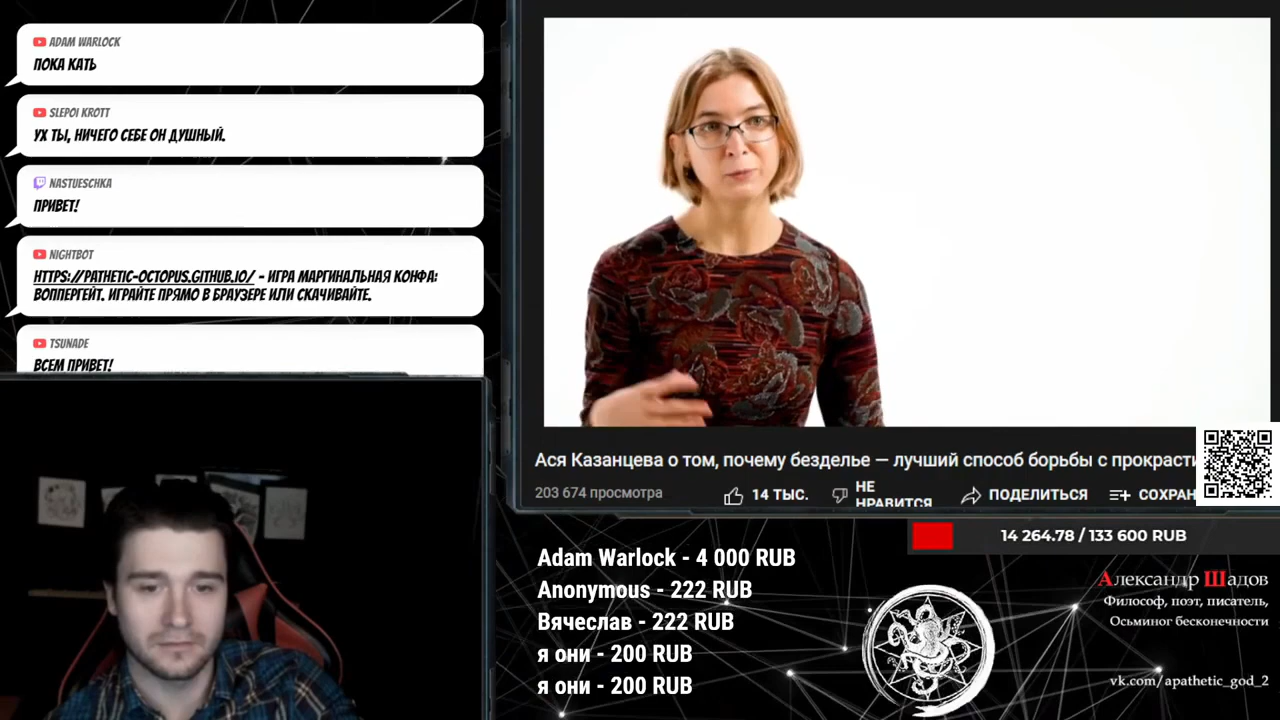 ADAM WARLOCK
ПОКА КАТЬ
SLEPOI KROTT
УХ ТЫ, НИЧЕГО СЕБЕ ОН ДУШНЫЙ.
NASTUESCHKA
ПРИВЕТ!
NIGHTBOT
HTTPS://PATHETIC-OCTOPUS.GITHUB.IO/ - ИГРА МАРГИНАЛЬНАЯ КОНФА:
ВОППЕРГЕЙТ. ИГРАЙТЕ ПРЯМО В БРАУЗЕРЕ ИЛИ СКАЧИВАЙТЕ.
TSUNADE
ВСЕМ ПРИВЕТ!
Ася Казанцева о том, почему безделье — лучший способ борьбы с прокрасти
203 674 просмотра
14 ТЫС.
НЕ
НРАВИТСЯ
ПОДЕЛИТЬСЯ
СОХРАН
14 264.78 / 133 600 RUB
Adam Warlock - 4 000 RUB
Anonymous - 222 RUB
Вячеслав - 222 RUB
я они - 200 RUB
я они - 200 RUB
Александр Шадов
Философ, поэт, писатель,
Осьминог бесконечности
vk.com/apathetic_god_2